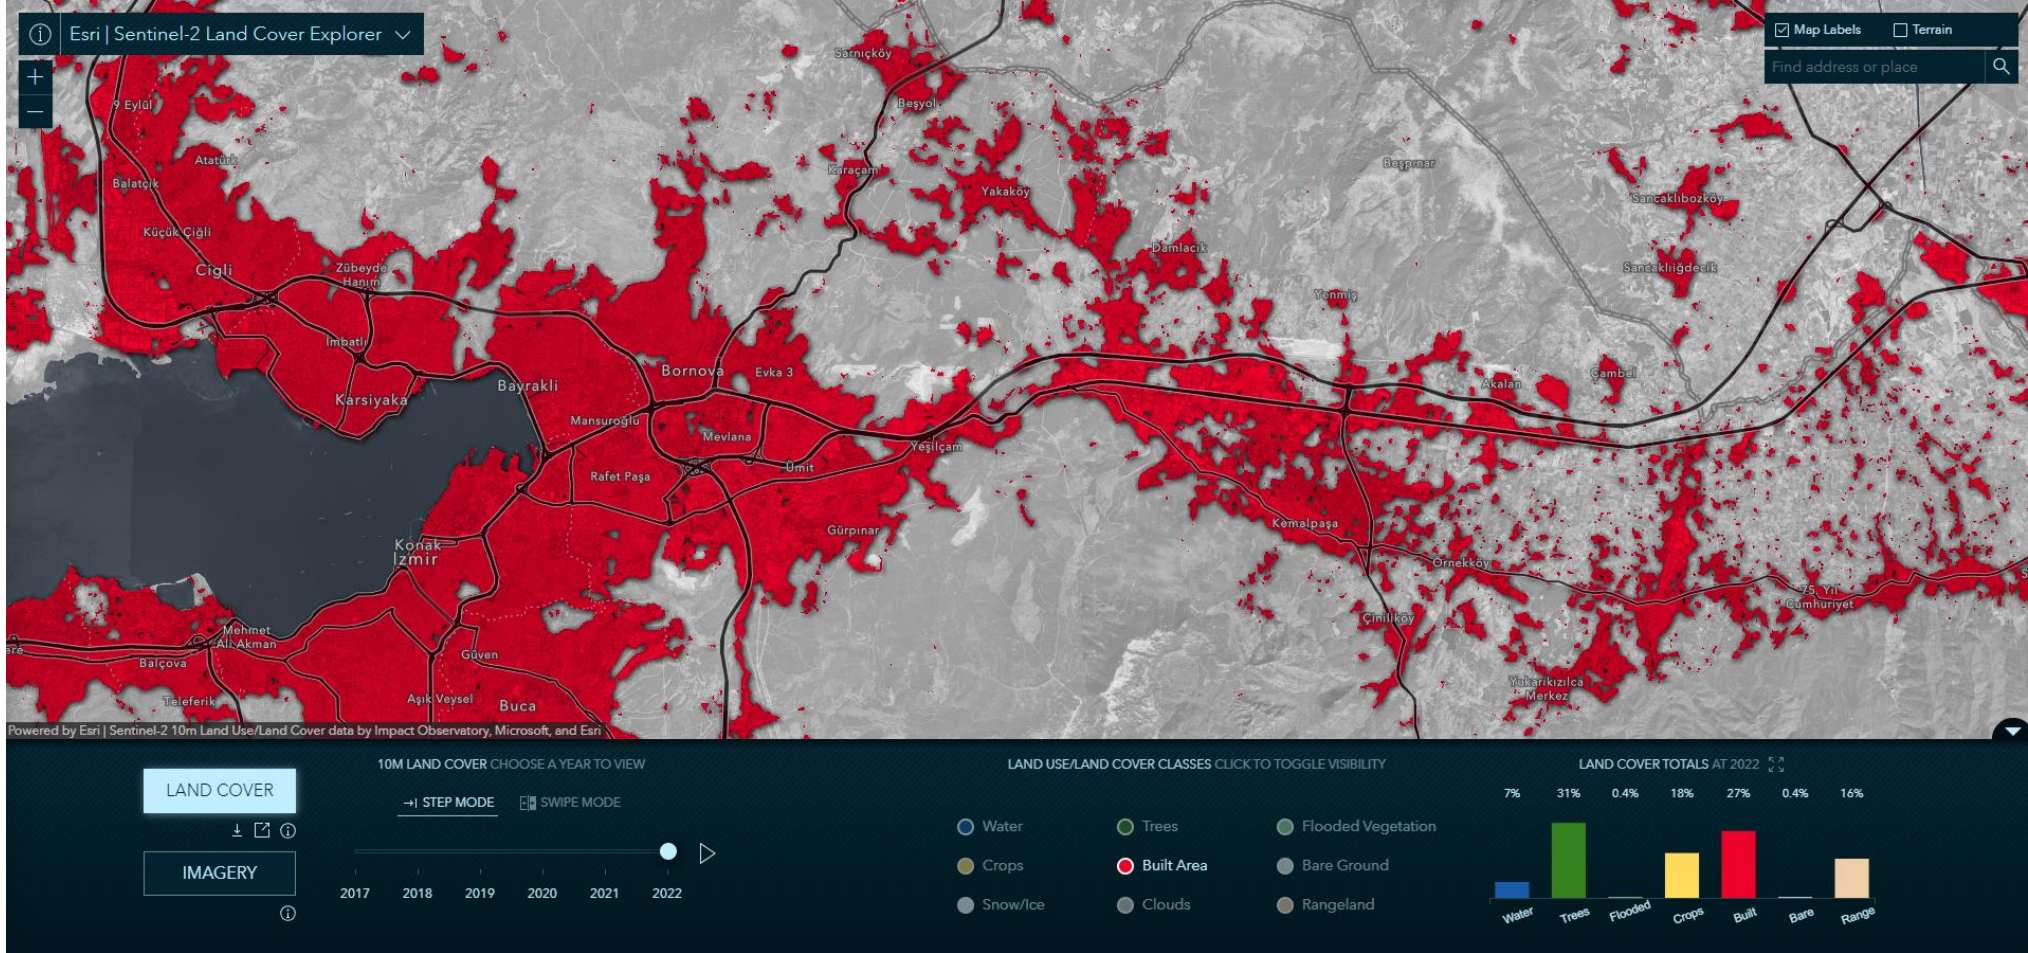 Esri | Sentinel-2 Land Cover Explorer
Map Labels
Terrain
Find address or place
Sarnıçköy
9 Eylül
Beşyol
Atatürk
Balatçık
Karaçam
Yakaköy
Beşpınar
Sancaklıbozköy
Küçük Çiğli
Damlacık
Cigli
Zübeyde
Hanım
Sancaklıiğdecik
Yenmiş
İmbatlı
Bornova
Evka 3
Bayrakli
Çambel
Akalan
Karsiyaka
Mansuroğlu
Mevlana
Yeşilçam
Ümit
Rafet Paşa
Kemalpaşa
Gürpınar
Konak
Izmir
Örnekköy
75. Yıl
Cumhuriyet
Çiniliköy
Mehmet
Ali Akman
Balçova
Güven
Yukarıkızılca
Merkez
Teleferik
Aşık Veysel
Buca
Powered by Esri | Sentinel-2 10m Land Use/Land Cover data by Impact Observatory, Microsoft, and Esri
LAND COVER
IMAGERY
10M LAND COVER CHOOSE A YEAR TO VIEW
STEP MODE
SWIPE MODE
2017 2018 2019 2020 2021 2022
LAND USE/LAND COVER CLASSES CLICK TO TOGGLE VISIBILITY
Water Trees Flooded Vegetation
Crops Built Area Bare Ground
Snow/Ice Clouds Rangeland
LAND COVER TOTALS AT 2022
7% 31% 0.4% 18% 27% 0.4% 16%
Water Trees Flooded Crops Built Bare Range